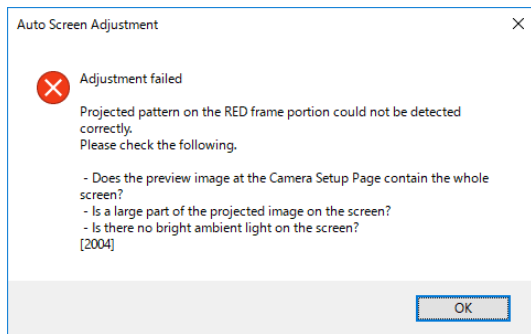 Auto Screen Adjustment
Adjustment failed
Projected pattern on the RED frame portion could not be detected
correctly.
Please check the following.
- Does the preview image at the Camera Setup Page contain the whole
screen?
- Is a large part of the projected image on the screen?
- Is there no bright ambient light on the screen?
[2004]
OK